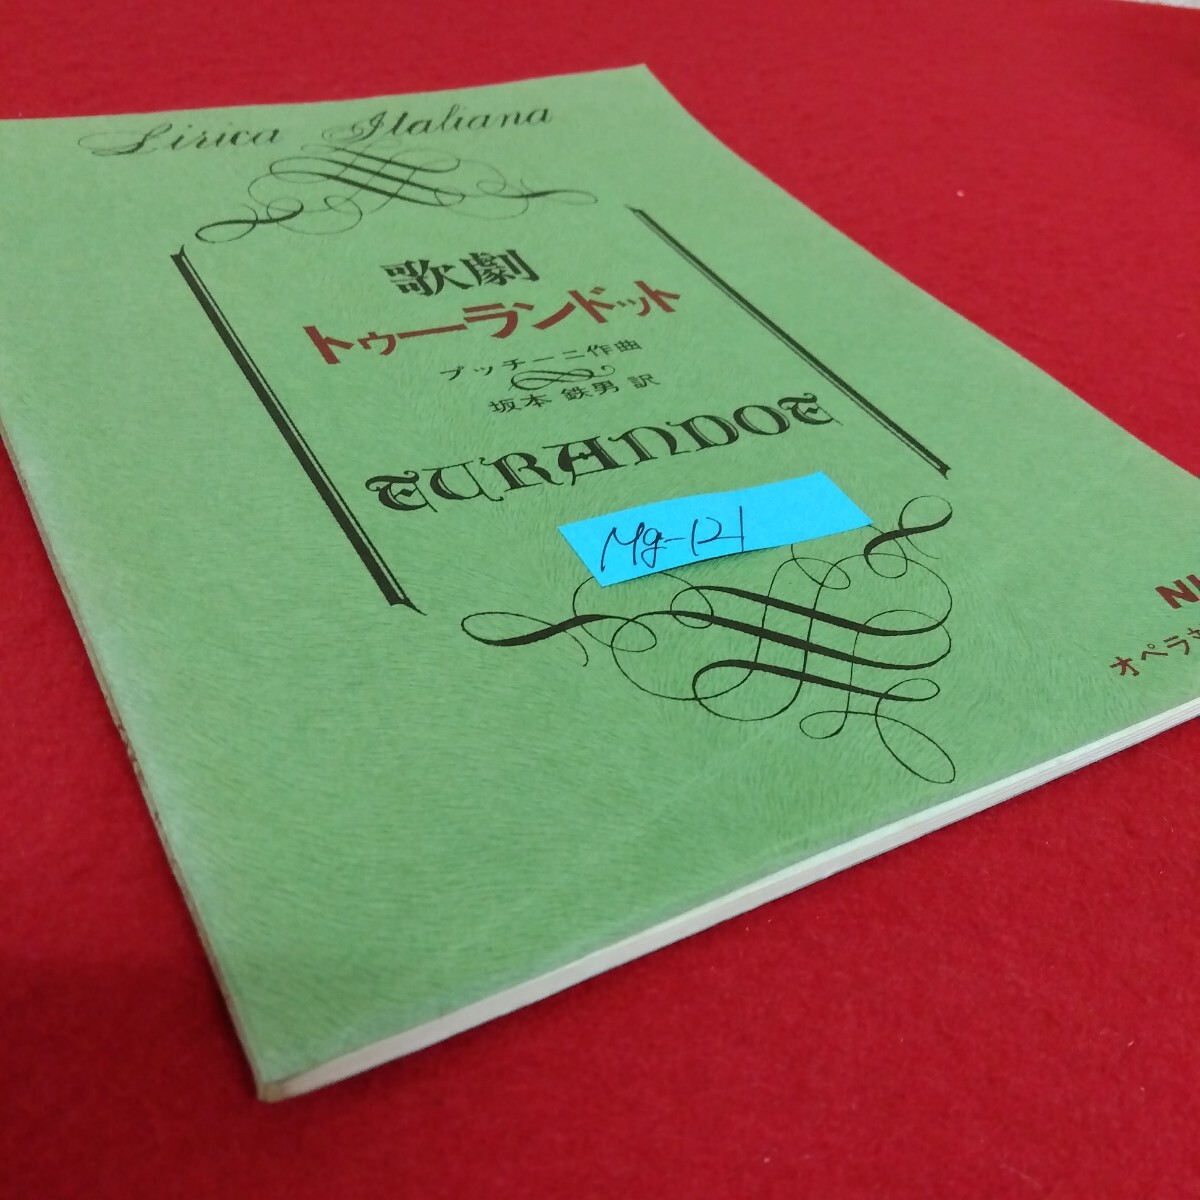 Lirica Italiana
歌劇
トゥーランドット
プッチーニ作曲
坂本 鉄男 訳
TURANDOT
Mg-121
オペラ